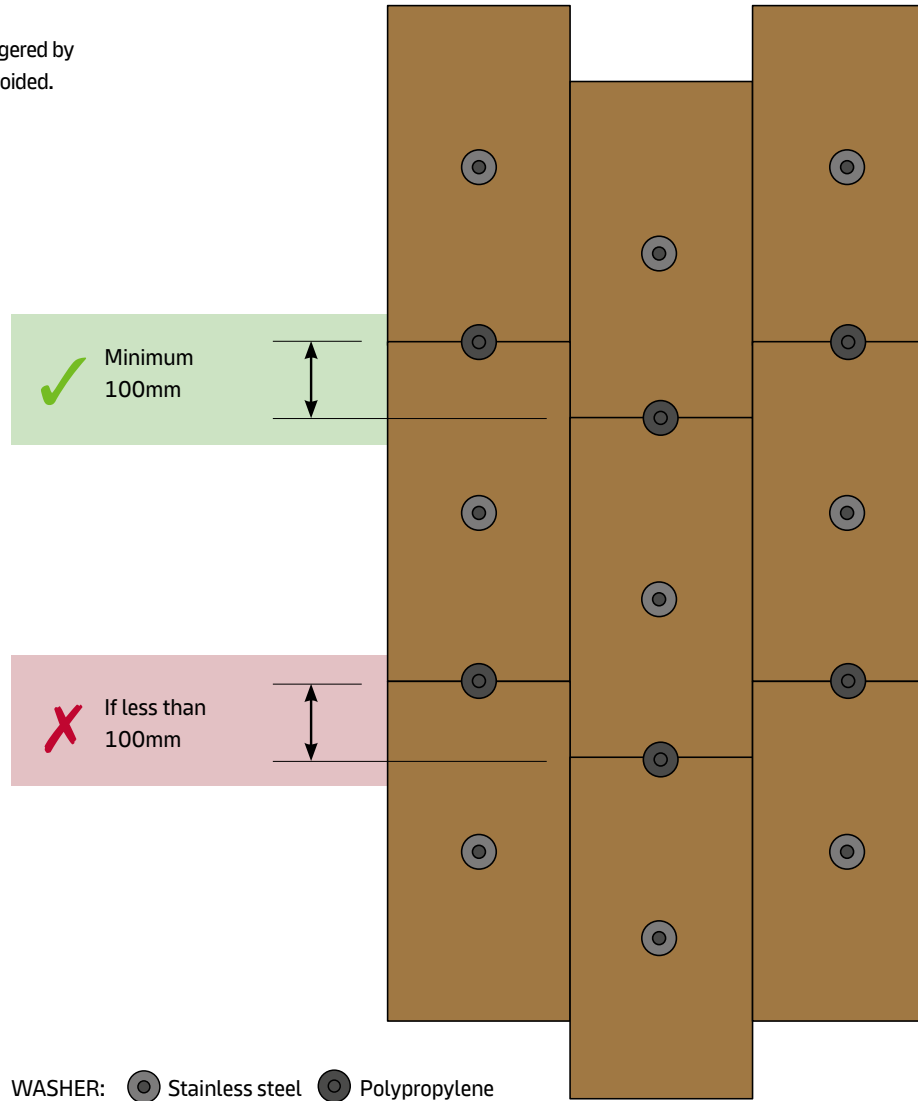 gered by
oided.
Minimum
100mm
If less than
100mm
WASHER: Stainless steel Polypropylene